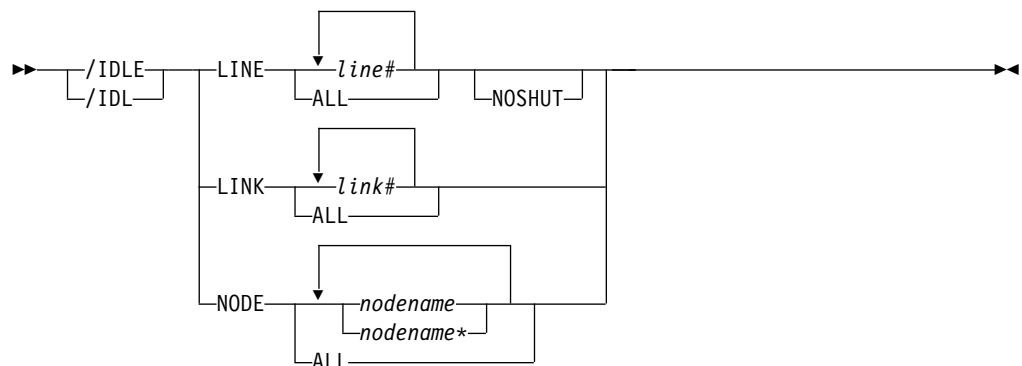 /IDLE LINE line#
/IDL ALL NOSHUT
LINK link#
ALL
NODE nodename
nodename*
ALL